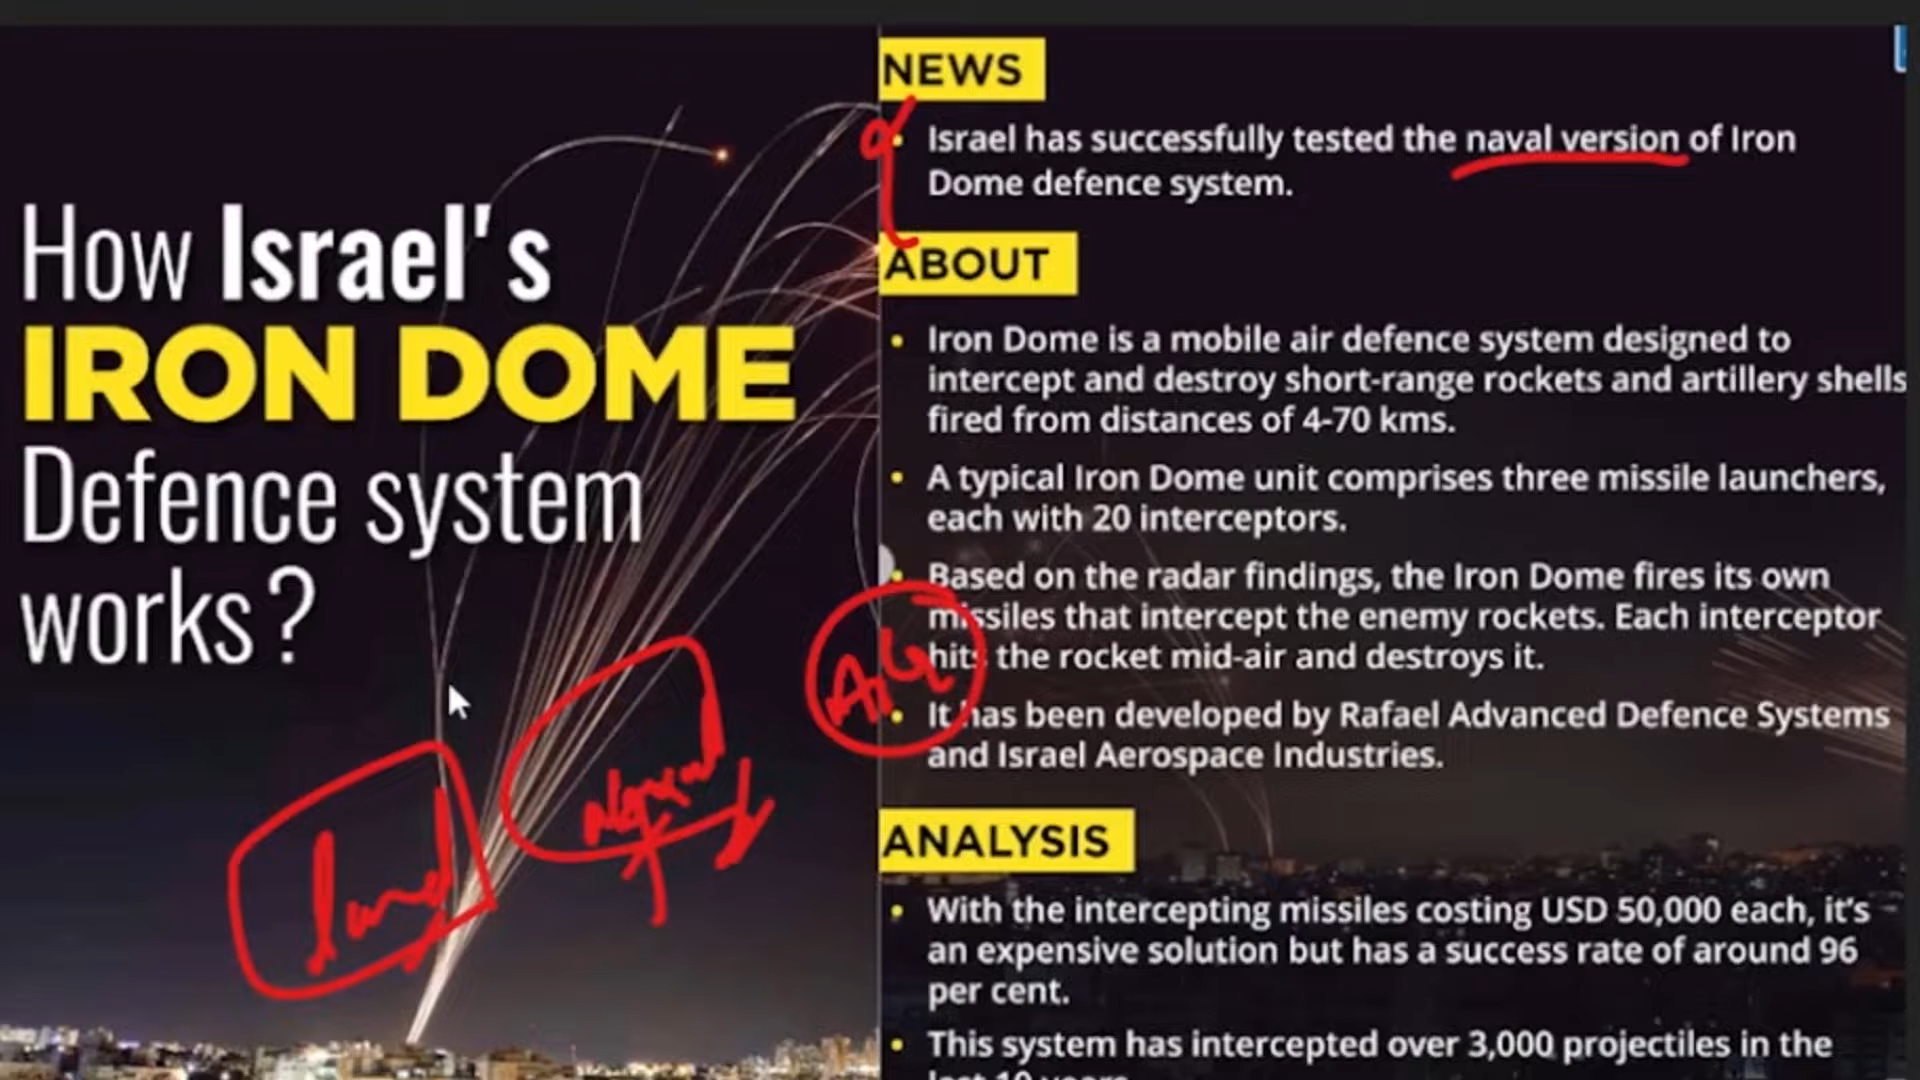 How Israel's
IRON DOME
Defence system
works?
Land
Naval
NEWS
Israel has successfully tested the naval version of Iron
Dome defence system.
ABOUT
Iron Dome is a mobile air defence system designed to
intercept and destroy short-range rockets and artillery shells
fired from distances of 4-70 kms.
A typical Iron Dome unit comprises three missile launchers,
each with 20 interceptors.
Based on the radar findings, the Iron Dome fires its own
missiles that intercept the enemy rockets. Each interceptor
hits the rocket mid-air and destroys it.
It has been developed by Rafael Advanced Defence Systems
and Israel Aerospace Industries.
ANALYSIS
With the intercepting missiles costing USD 50,000 each, it's
an expensive solution but has a success rate of around 96
per cent.
This system has intercepted over 3,000 projectiles in the
last 10 years